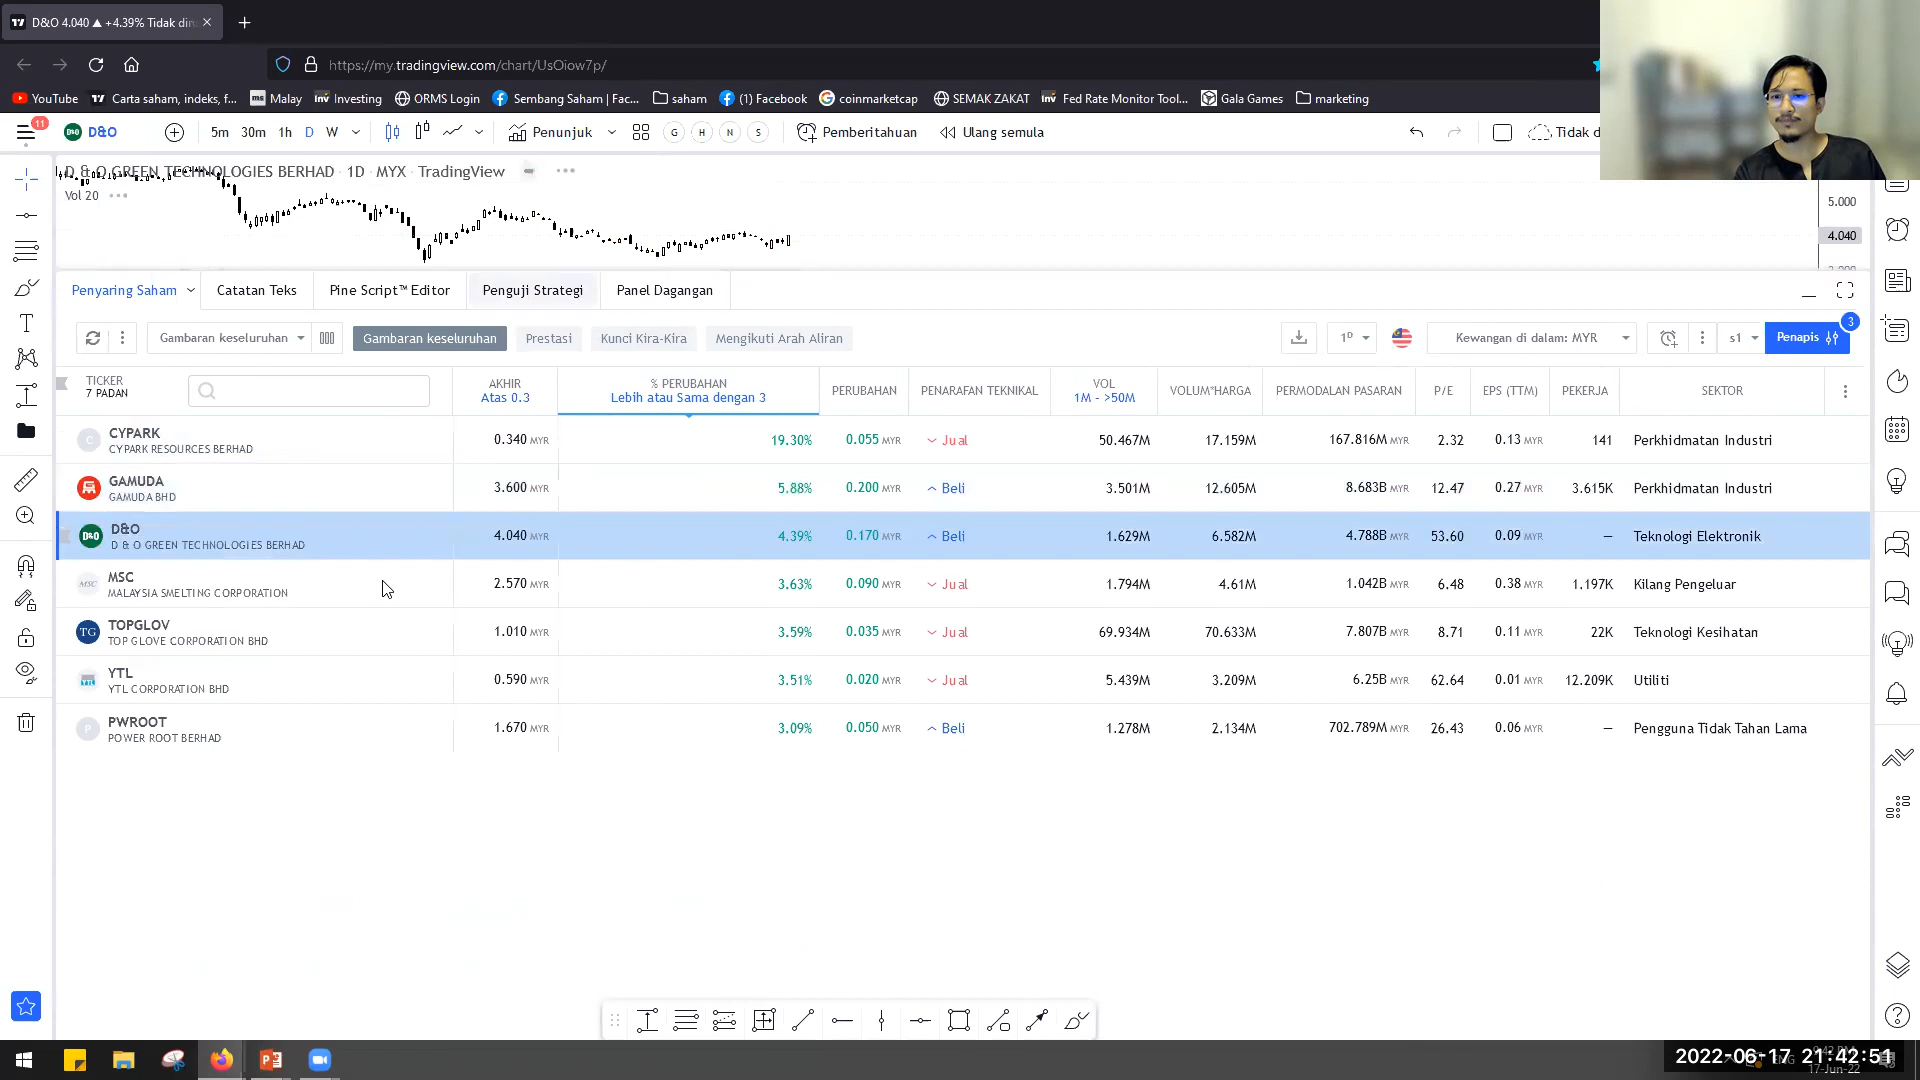 D&O 4.040 ▲ +4.39% Tidak din
https://my.tradingview.com/chart/UsOiow7p/
YouTube
Carta saham, indeks, f...
Malay
Investing
ORMS Login
Sembang Saham | Fac...
saham
(1) Facebook
coinmarketcap
SEMAK ZAKAT
Fed Rate Monitor Tool...
Gala Games
marketing
11
D&O
5m 30m 1h D W
Penunjuk
G H N S
Pemberitahuan
Ulang semula
Tidak d
D & O GREEN TECHNOLOGIES BERHAD · 1D · MYX · TradingView
Vol 20
5.000
4.040
Penyaring Saham
Catatan Teks
Pine Script™ Editor
Penguji Strategi
Panel Dagangan
Gambaran keseluruhan
Gambaran keseluruhan
Prestasi
Kunci Kira-Kira
Mengikuti Arah Aliran
1D
Kewangan di dalam: MYR
s1
Penapis
3
TICKER
7 PADAN
AKHIR
Atas 0.3
% PERUBAHAN
Lebih atau Sama dengan 3
PERUBAHAN
PENARAFAN TEKNIKAL
VOL
1M - >50M
VOLUM*HARGA
PERMODALAN PASARAN
P/E
EPS (TTM)
PEKERJA
SEKTOR
C CYPARK
CYPARK RESOURCES BERHAD
0.340 MYR 19.30% 0.055 MYR Jual 50.467M 17.159M 167.816M MYR 2.32 0.13 MYR 141 Perkhidmatan Industri
GAMUDA
GAMUDA BHD
3.600 MYR 5.88% 0.200 MYR Beli 3.501M 12.605M 8.683B MYR 12.47 0.27 MYR 3.615K Perkhidmatan Industri
D&O D&O
D & O GREEN TECHNOLOGIES BERHAD
4.040 MYR 4.39% 0.170 MYR Beli 1.629M 6.582M 4.788B MYR 53.60 0.09 MYR — Teknologi Elektronik
MSC MSC
MALAYSIA SMELTING CORPORATION
2.570 MYR 3.63% 0.090 MYR Jual 1.794M 4.61M 1.042B MYR 6.48 0.38 MYR 1.197K Kilang Pengeluar
TG TOPGLOV
TOP GLOVE CORPORATION BHD
1.010 MYR 3.59% 0.035 MYR Jual 69.934M 70.633M 7.807B MYR 8.71 0.11 MYR 22K Teknologi Kesihatan
YTL YTL
YTL CORPORATION BHD
0.590 MYR 3.51% 0.020 MYR Jual 5.439M 3.209M 6.25B MYR 62.64 0.01 MYR 12.209K Utiliti
P PWROOT
POWER ROOT BERHAD
1.670 MYR 3.09% 0.050 MYR Beli 1.278M 2.134M 702.789M MYR 26.43 0.06 MYR — Pengguna Tidak Tahan Lama
2022-06-17 21:42:51
17-Jun-22